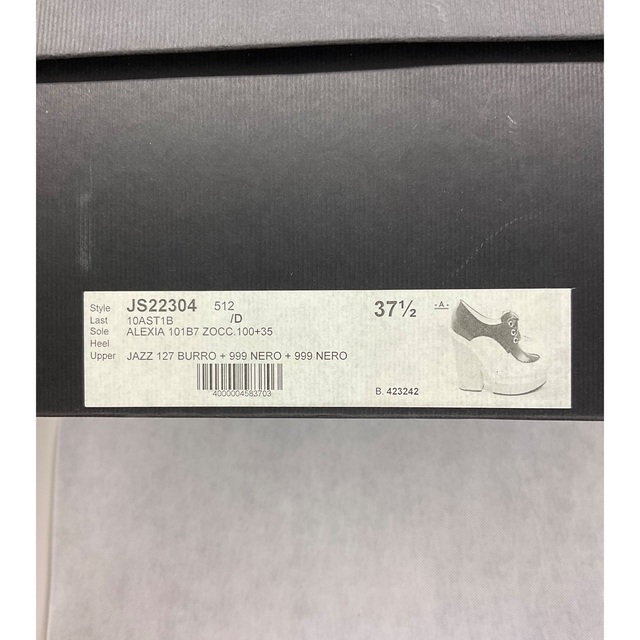 Style JS22304 512
Last 10AST1B /D
Sole ALEXIA 101B7 ZOCC.100+35
Heel
Upper JAZZ 127 BURRO + 999 NERO + 999 NERO
4000004583703
37½ -A-
B. 423242